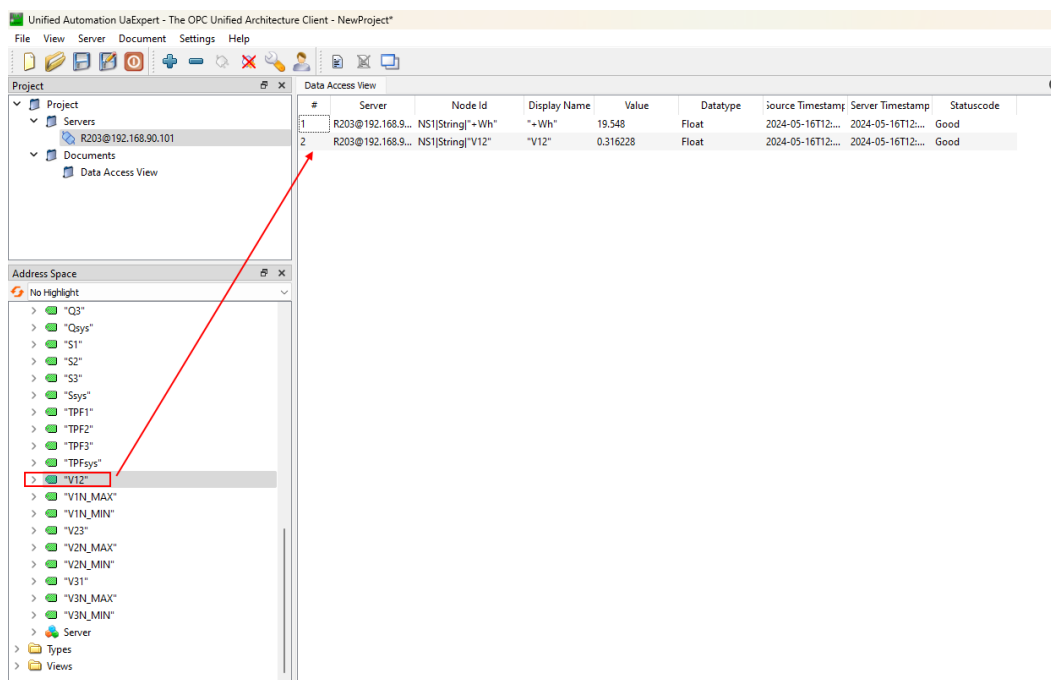 Unified Automation UaExpert - The OPC Unified Architecture Client - NewProject*
File View Server Document Settings Help
Project
Project
Servers
R203@192.168.90.101
Documents
Data Access View
Address Space
No Highlight
"Q3"
"Qsys"
"S1"
"S2"
"S3"
"Ssys"
"TPF1"
"TPF2"
"TPF3"
"TPFsys"
"V12"
"V1N_MAX"
"V1N_MIN"
"V23"
"V2N_MAX"
"V2N_MIN"
"V31"
"V3N_MAX"
"V3N_MIN"
Server
Types
Views
Data Access View
# Server Node Id Display Name Value Datatype Source Timestamp Server Timestamp Statuscode
1 R203@192.168.9... NS1|String|"+Wh" "+Wh" 19.548 Float 2024-05-16T12:... 2024-05-16T12:... Good
2 R203@192.168.9... NS1|String|"V12" "V12" 0.316228 Float 2024-05-16T12:... 2024-05-16T12:... Good